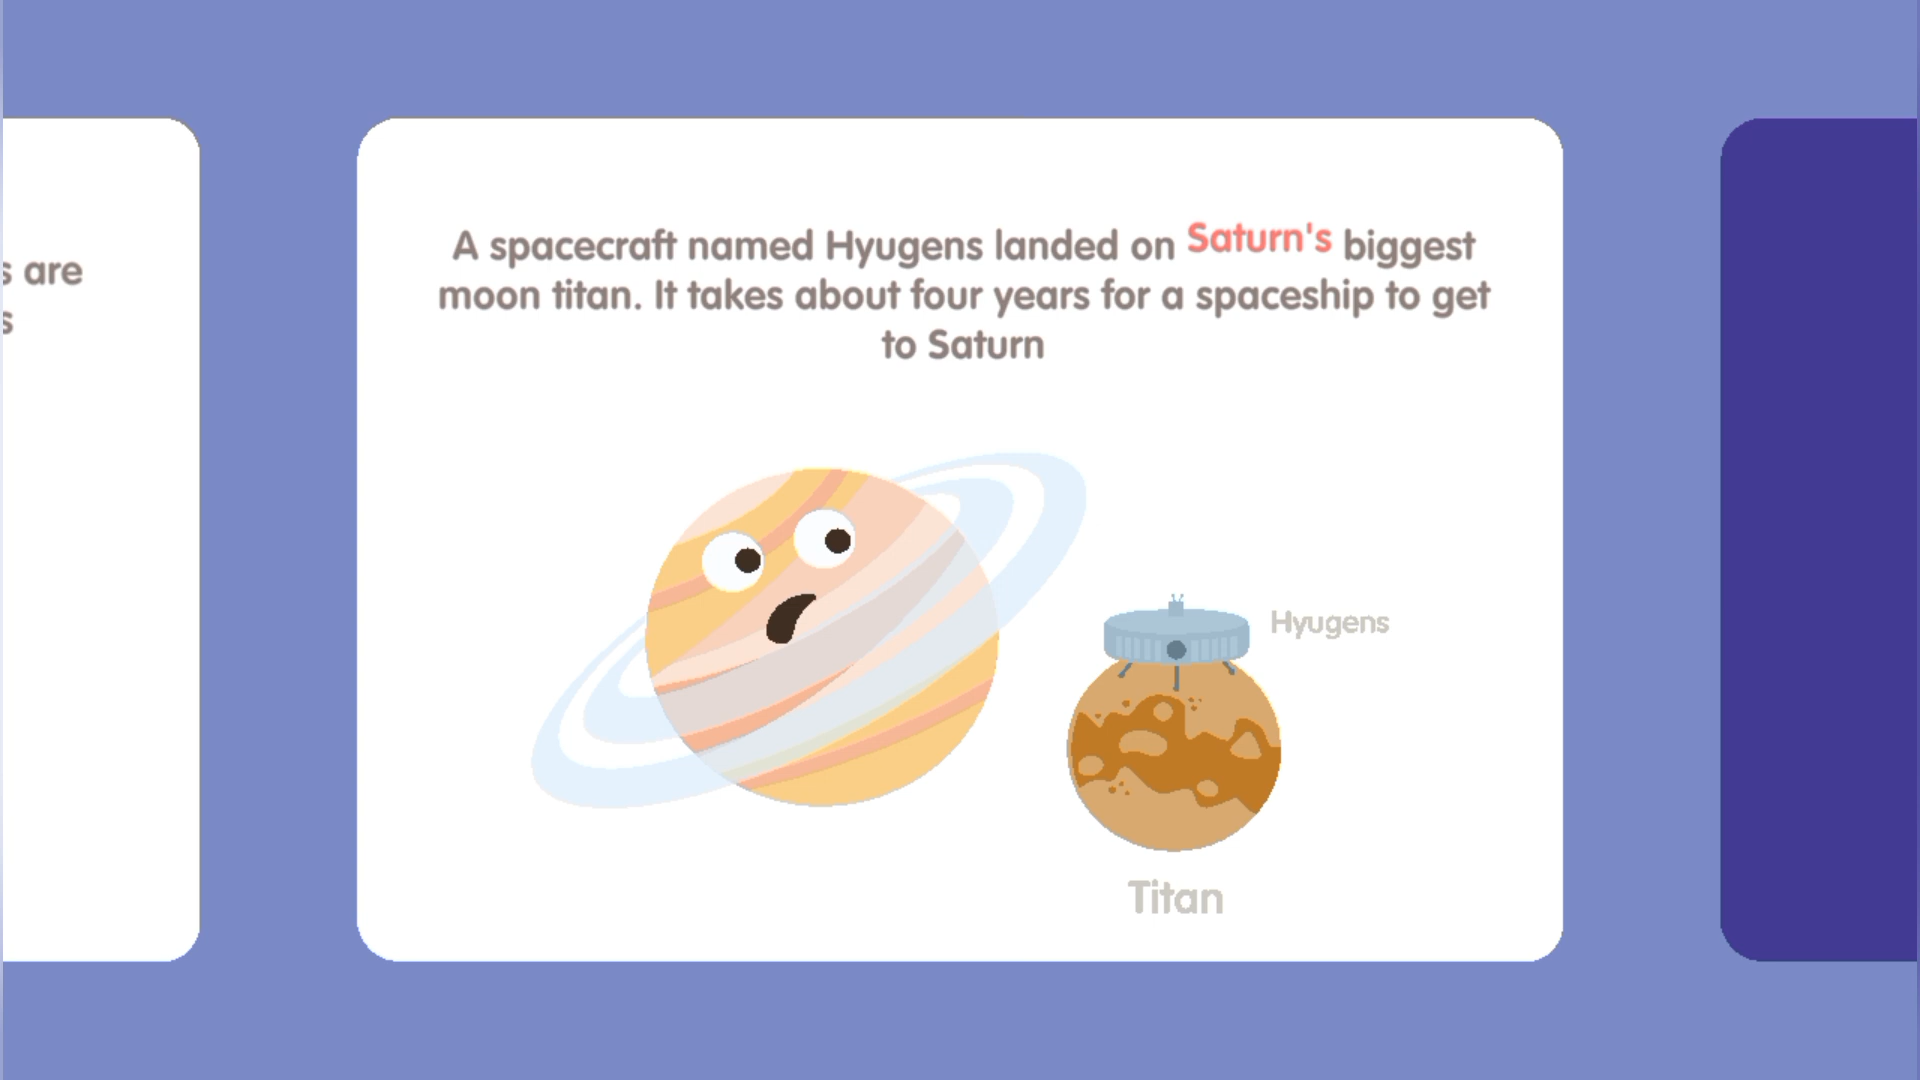 s are
s
A spacecraft named Hyugens landed on Saturn's biggest
moon titan. It takes about four years for a spaceship to get
to Saturn
Hyugens
Titan